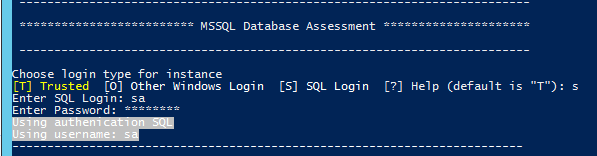 -------------------------------------------------------------------------
************************* MSSQL Database Assessment *********************
-------------------------------------------------------------------------
Choose login type for instance
[T] Trusted  [O] Other Windows Login  [S] SQL Login  [?] Help (default is "T"): s
Enter SQL Login: sa
Enter Password: ********
Using authenication SQL
Using username: sa
-------------------------------------------------------------------------